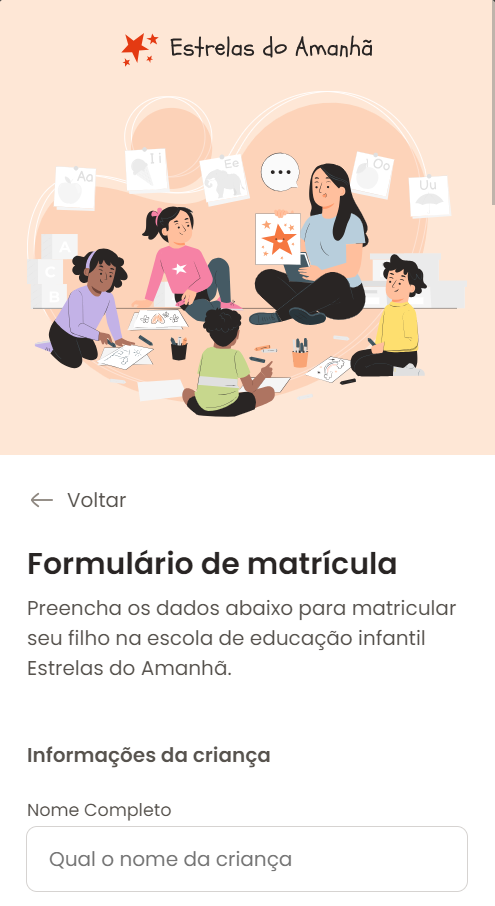 Estrelas do Amanhã
Aa
I i
Ee
Oo
Uu
A
C
B
Voltar
Formulário de matrícula
Preencha os dados abaixo para matricular
seu filho na escola de educação infantil
Estrelas do Amanhã.
Informações da criança
Nome Completo
Qual o nome da criança